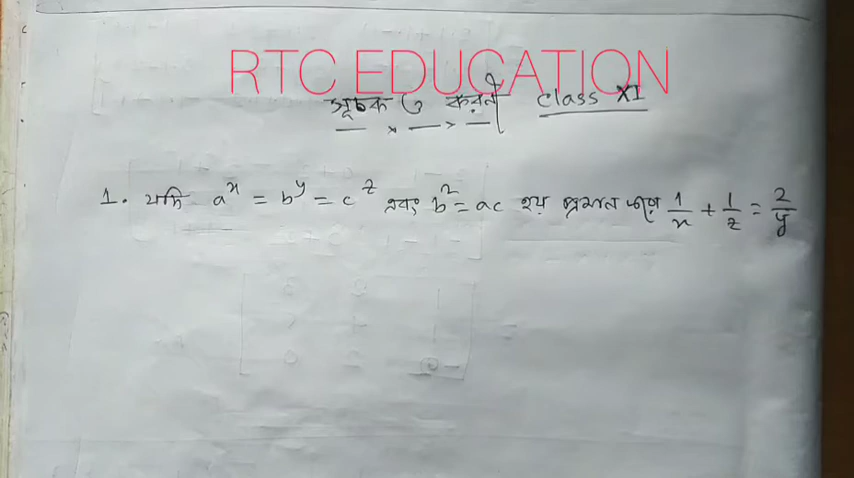 RTC EDUCATION
সূচক ও করণী class XI
1. যদি a^x = b^y = c^z এবং b^2 = ac হয় প্রমান করো 1/x + 1/z = 2/y